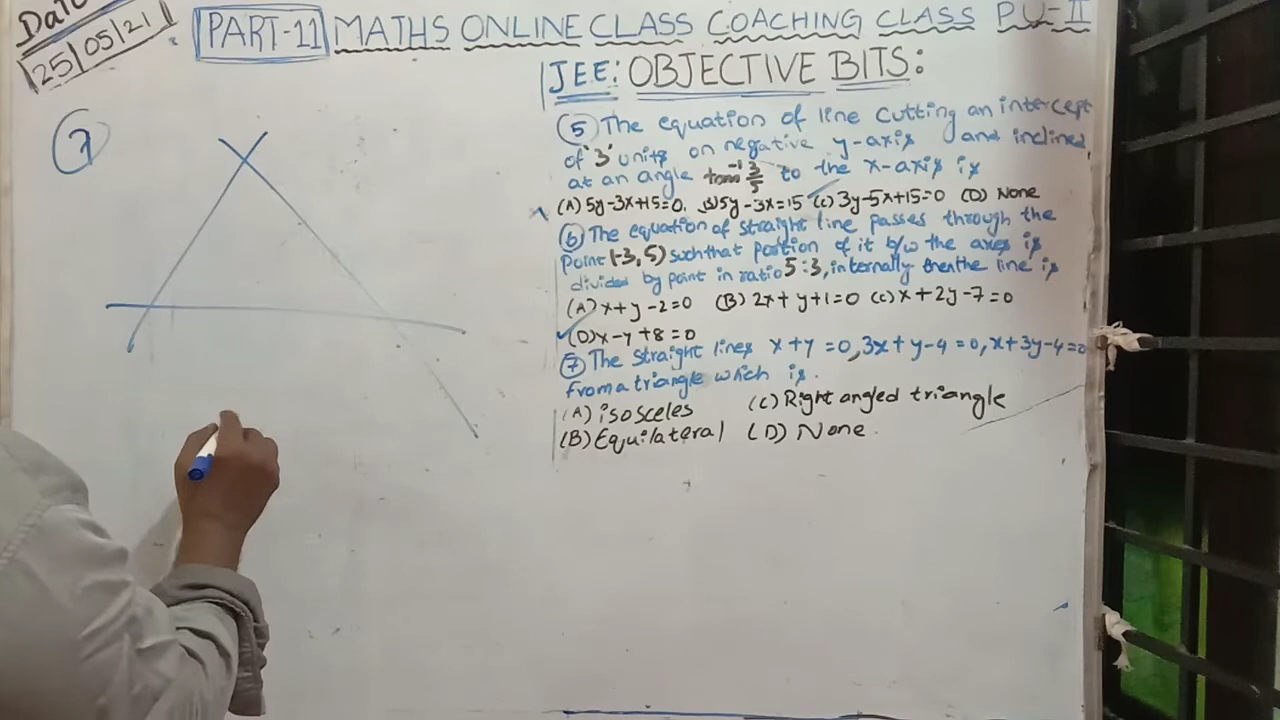 Date
25/05/21
PART-11 MATHS ONLINE CLASS COACHING CLASS P.U-II
JEE: OBJECTIVE BITS:
7
(5) The equation of line cutting an intercept
of '3' units on negative y-axis and inclined
at an angle tan⁻¹ 3/5 to the x-axis is
(A) 5y-3x+15=0. (B) 5y-3x=15 (C) 3y-5x+15=0 (D) None
(6) The equation of straight line passes through the
Point (-3,5) such that portion of it b/w the axes is
divided by point in ratio 5:3, internally then the line is
(A) x+y-2=0 (B) 2x+y+1=0 (C) x+2y-7=0
(D) x-y+8=0
(7) The straight lines x+y=0, 3x+y-4=0, x+3y-4=0
from a triangle which is.
(A) isosceles (C) Right angled triangle
(B) Equilateral (D) None.